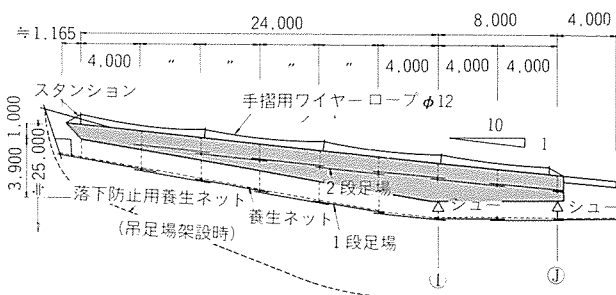 24,000
8,000
4,000
≒1.165
4,000
〃
〃
〃
〃
4,000
4,000
4,000
スタンション
手摺用ワイヤーロープφ12
10
1
1 000
3.900
≒25.000
2段足場
落下防止用養生ネット
(吊足場架設時)
養生ネット
1段足場
シュー
シュー
Ⓘ
Ⓙ